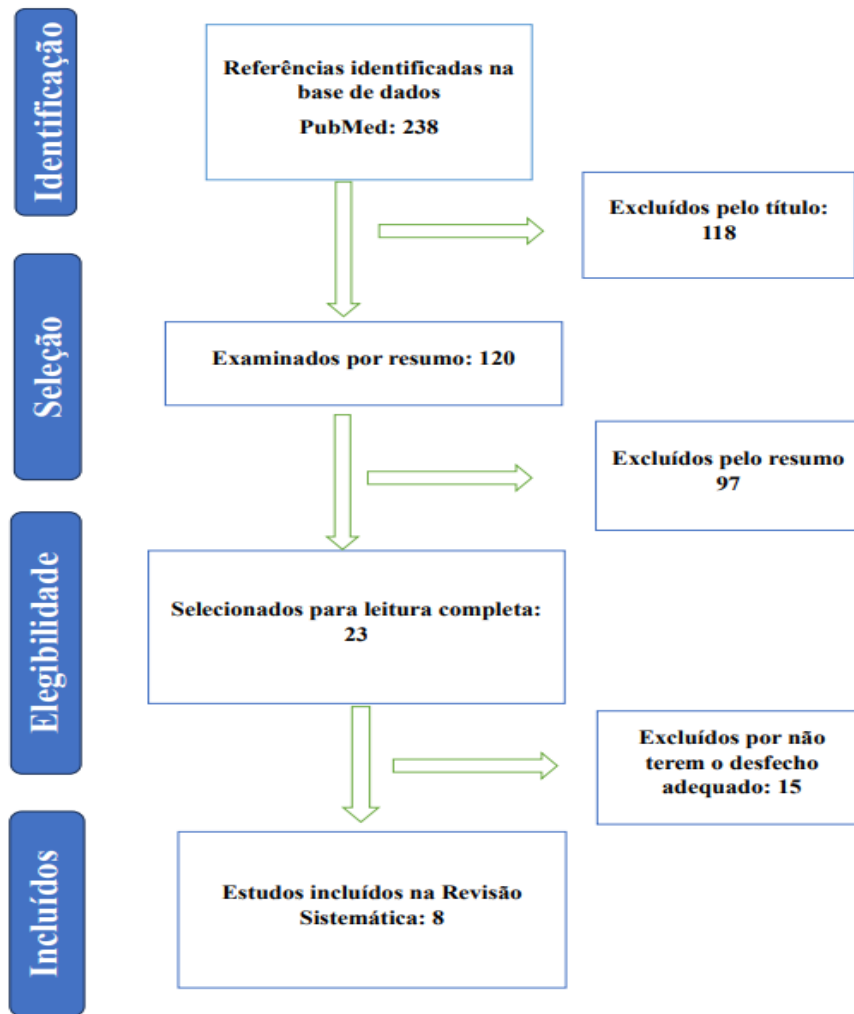 Identificação
Referências identificadas na
base de dados
PubMed: 238
Excluídos pelo título:
118
Seleção
Examinados por resumo: 120
Excluídos pelo resumo
97
Elegibilidade
Selecionados para leitura completa:
23
Excluídos por não
terem o desfecho
adequado: 15
Incluídos
Estudos incluídos na Revisão
Sistemática: 8